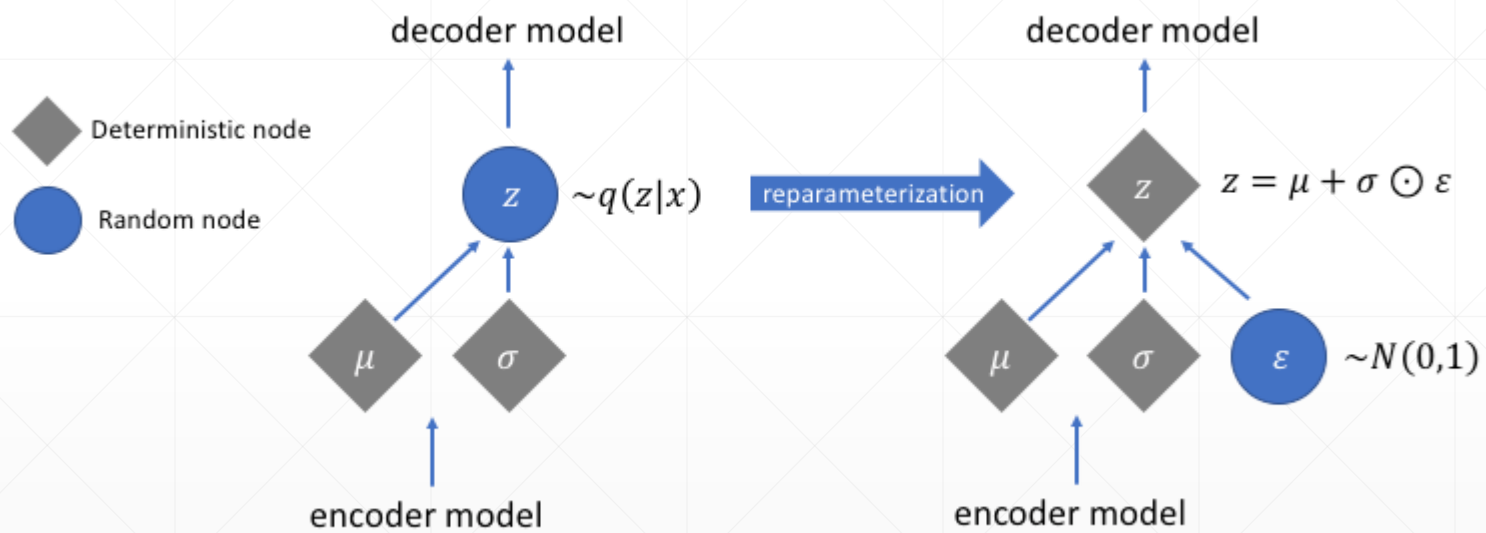 decoder model
decoder model
Deterministic node
Random node
z ~q(z|x)
reparameterization
z z = μ + σ ⊙ ε
μ σ
μ σ ε ~N(0,1)
encoder model
encoder model